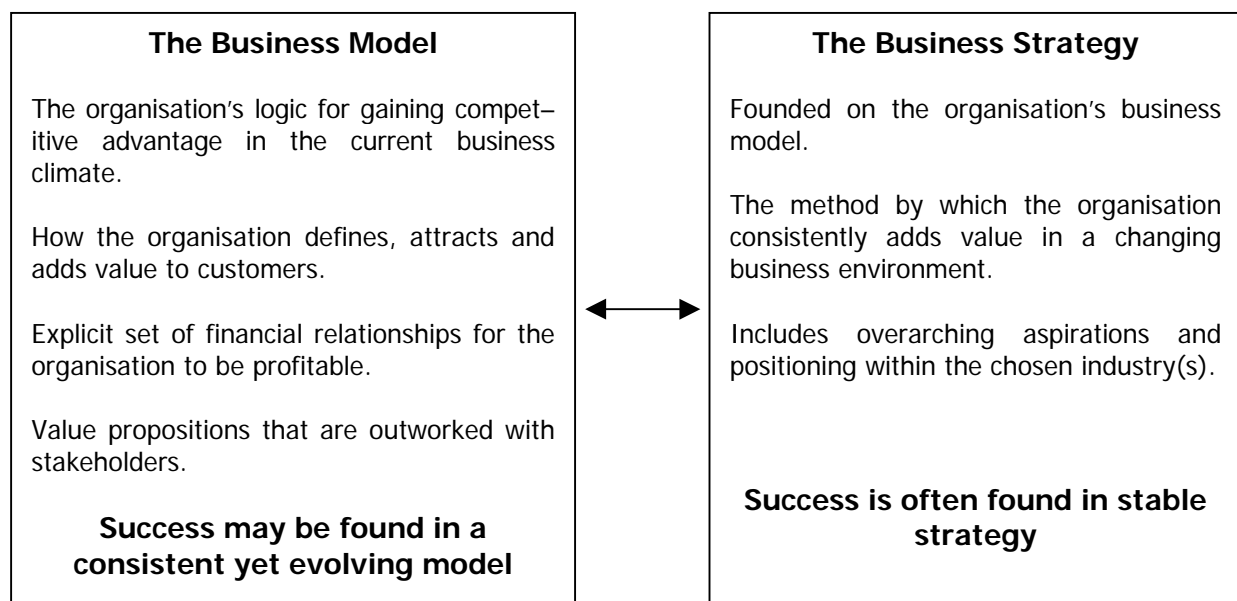 The Business Model
The organisation’s logic for gaining compet–
itive advantage in the current business
climate.
How the organisation defines, attracts and
adds value to customers.
Explicit set of financial relationships for the
organisation to be profitable.
Value propositions that are outworked with
stakeholders.
Success may be found in a
consistent yet evolving model
The Business Strategy
Founded on the organisation’s business
model.
The method by which the organisation
consistently adds value in a changing
business environment.
Includes overarching aspirations and
positioning within the chosen industry(s).
Success is often found in stable
strategy